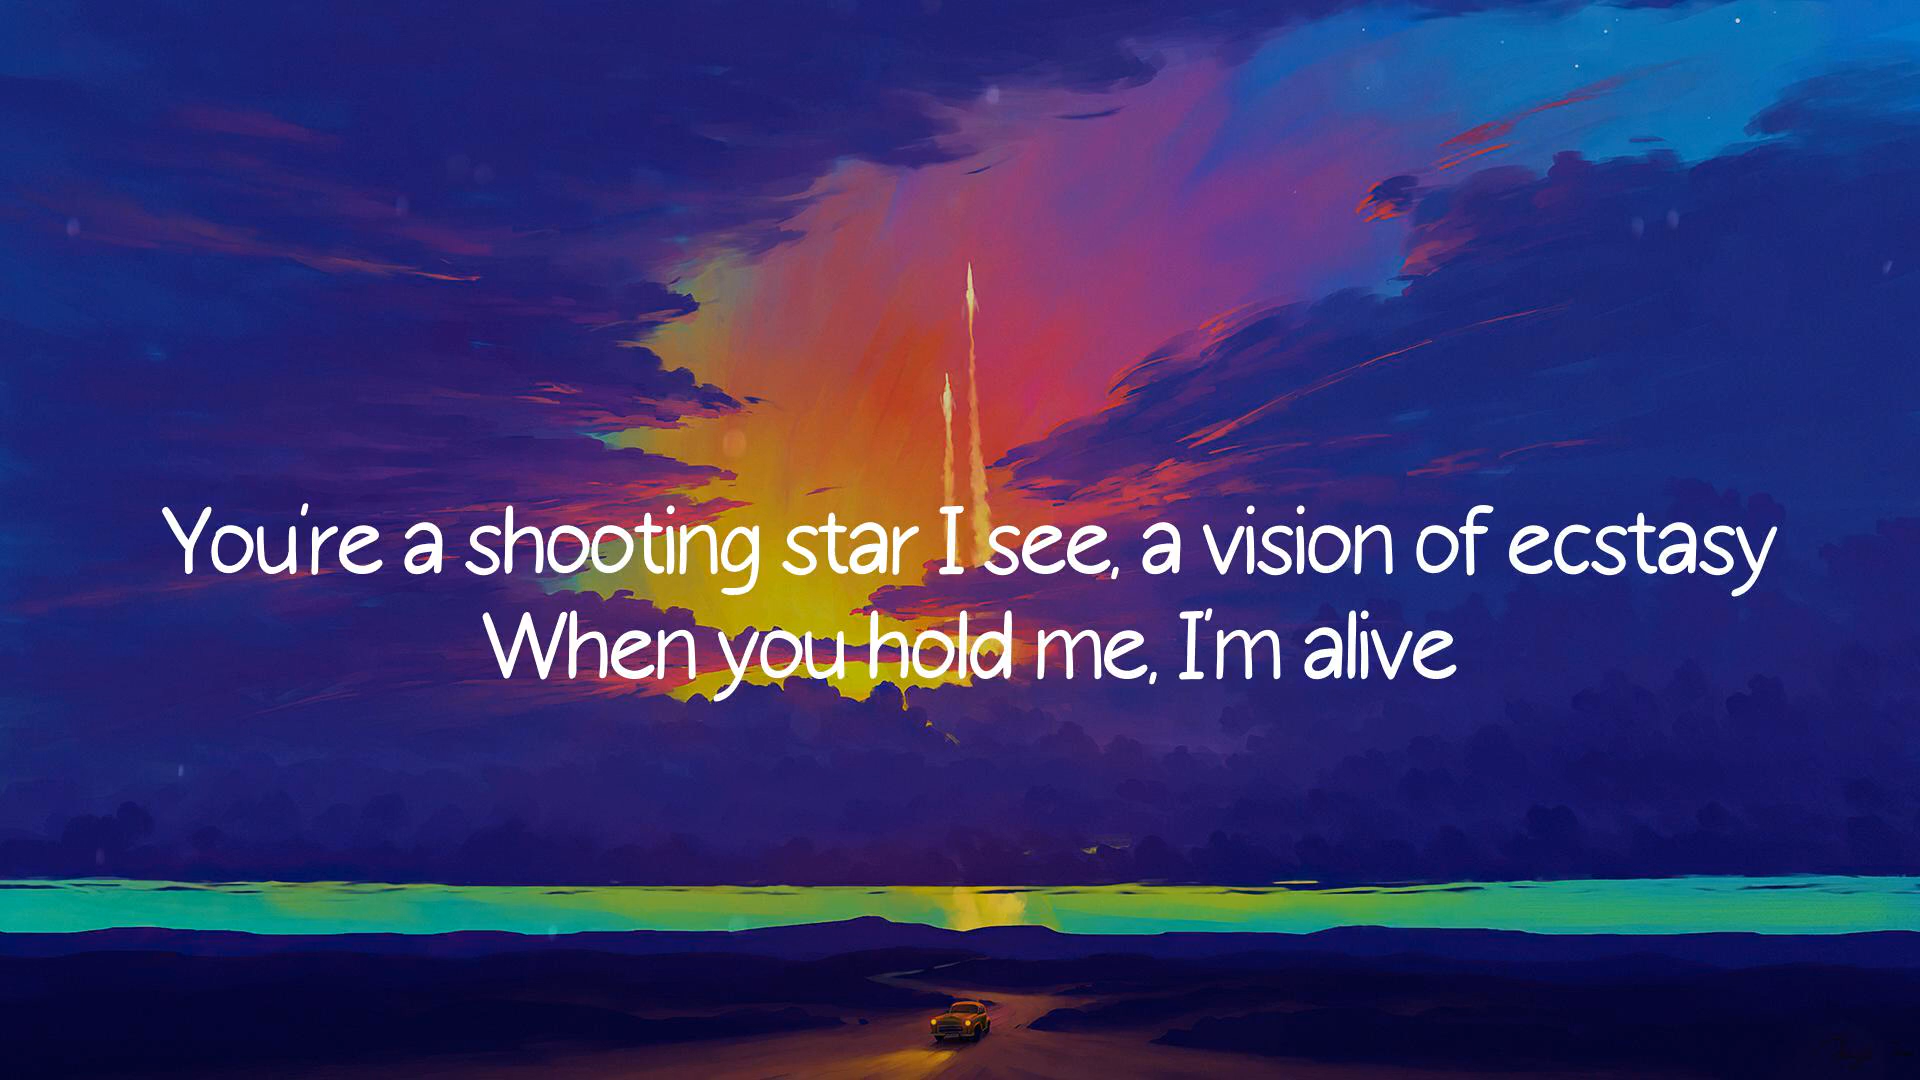 You're a shooting star I see, a vision of ecstasy
When you hold me, I'm alive